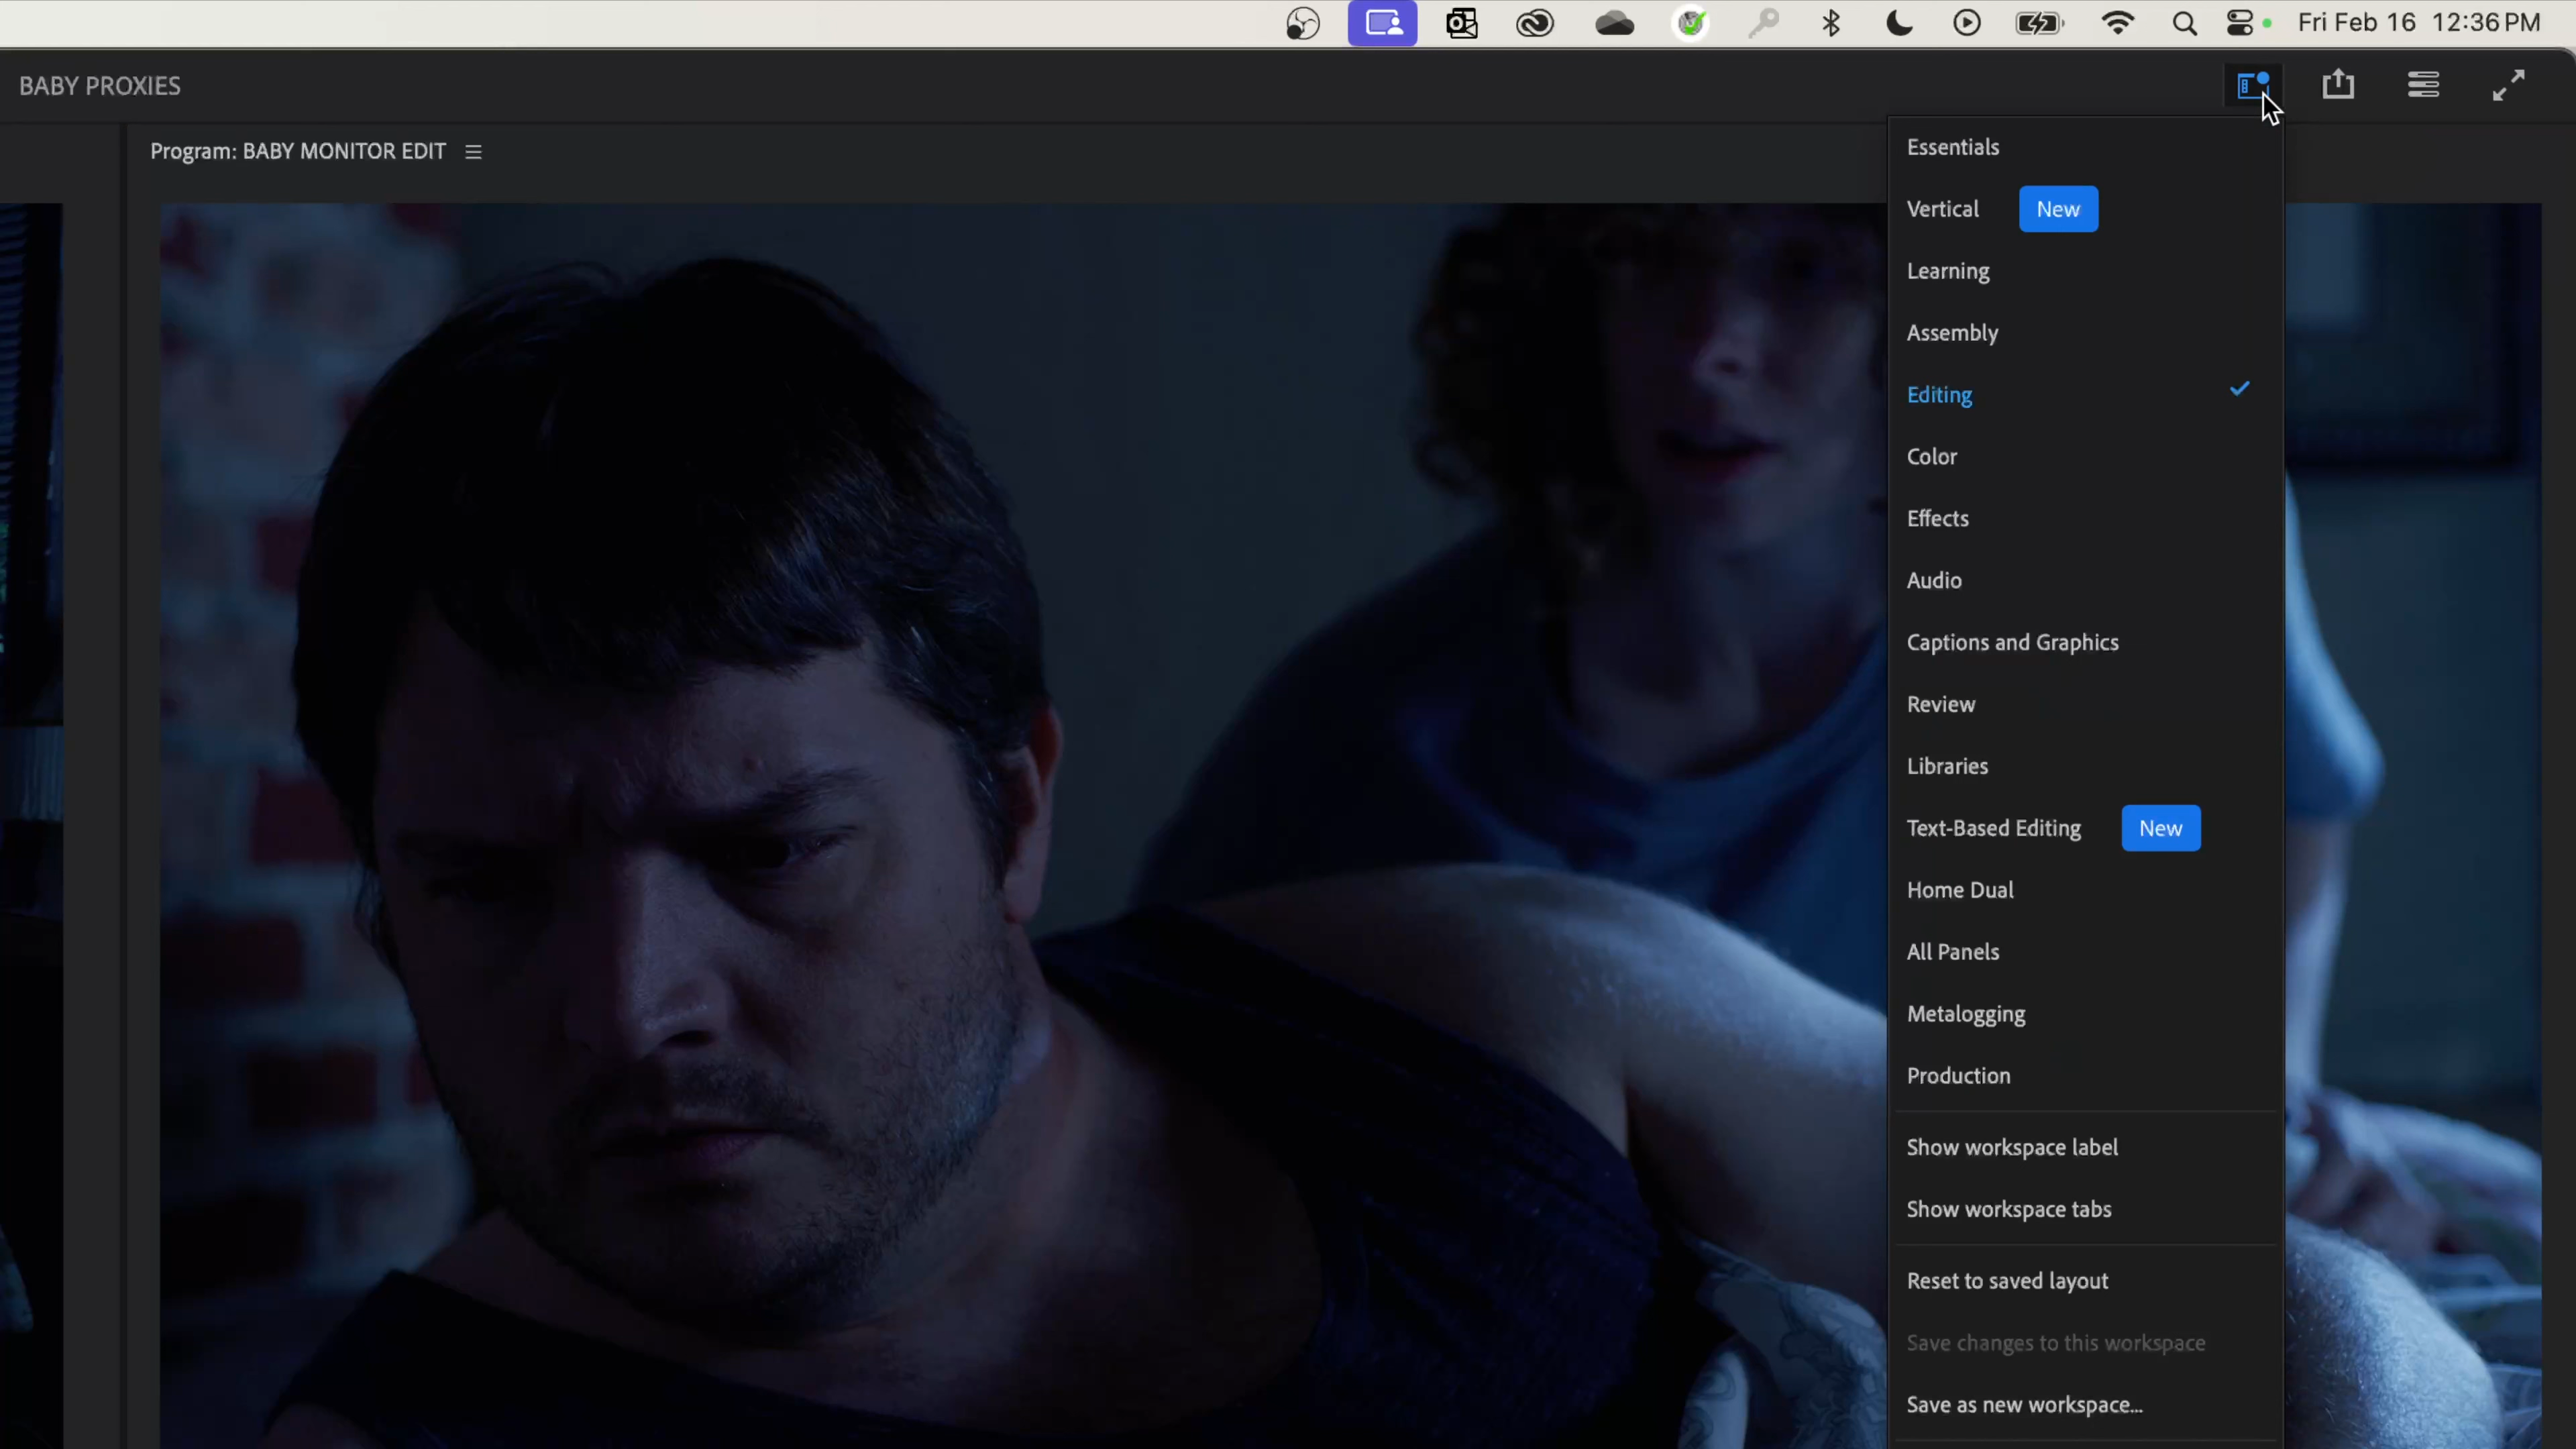 Fri Feb 16 12:36 PM
BABY PROXIES
Program: BABY MONITOR EDIT
Essentials
Vertical New
Learning
Assembly
Editing
Color
Effects
Audio
Captions and Graphics
Review
Libraries
Text-Based Editing New
Home Dual
All Panels
Metalogging
Production
Show workspace label
Show workspace tabs
Reset to saved layout
Save changes to this workspace
Save as new workspace...